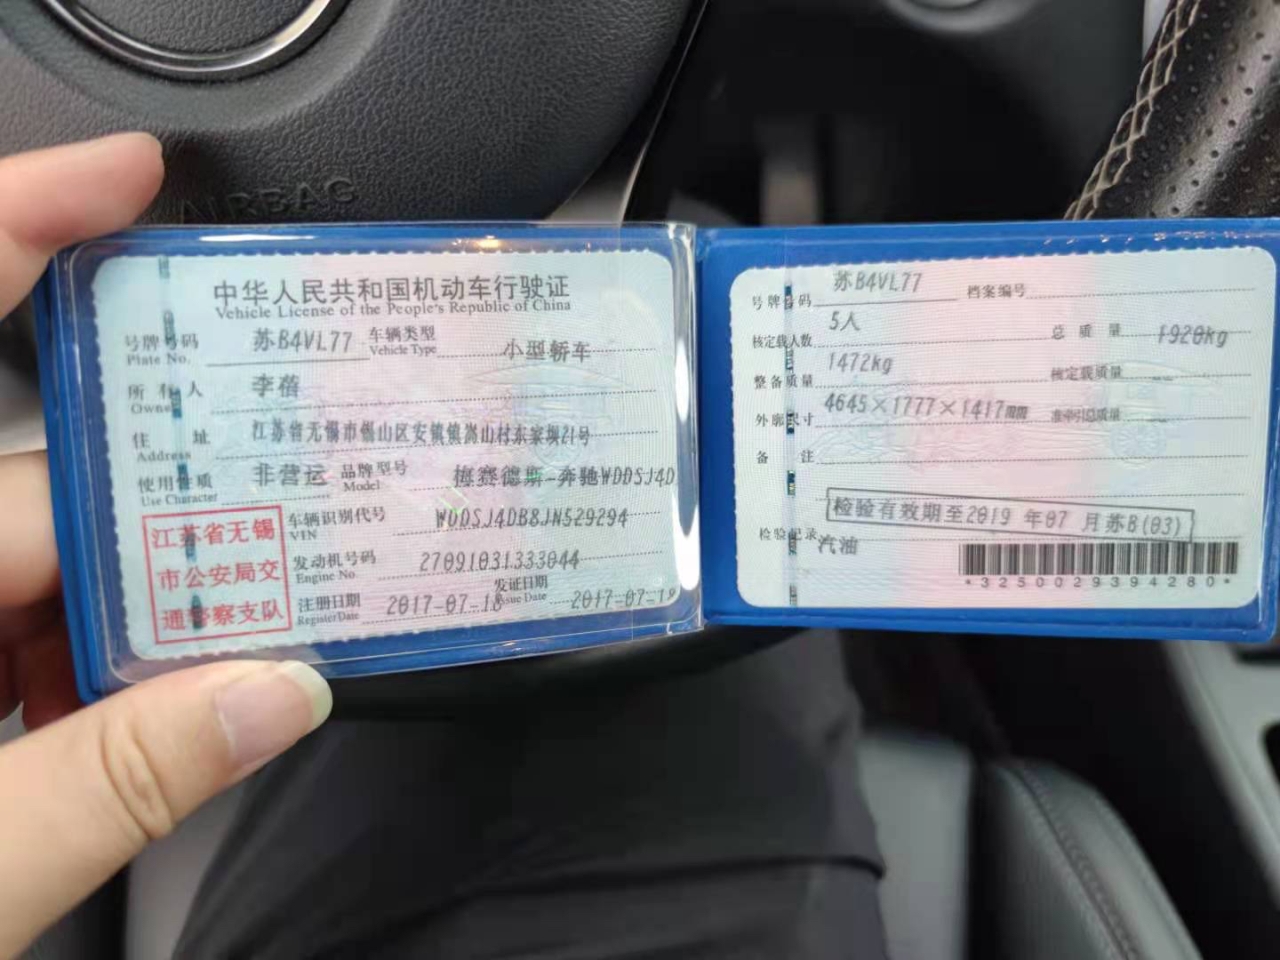 AIRBAG
中华人民共和国机动车行驶证
Vehicle License of the People's Republic of China
号牌号码 苏B4VL77 车辆类型 小型轿车
Plate No. Vehicle Type
所有人 李蓓
Owner
住址 江苏省无锡市锡山区安镇镇嵩山村东家坝21号
Address
使用性质 非营运 品牌型号 梅赛德斯-奔驰WDDSJ4D
Use Character Model
车辆识别代号 WDDSJ4DB8JN529294
VIN
发动机号码 27091031333044
Engine No.
注册日期 2017-07-18 发证日期 2017-07-19
Register Date Issue Date
江苏省无锡
市公安局交
通警察支队
号牌号码 苏B4VL77 档案编号
核定载人数 5人 总质量 1920kg
整备质量 1472kg 核定载质量
外廓尺寸 4645×1777×1417 准牵引总质量
备注
检验有效期至2019年07月苏B(03)
检验记录 汽油
*3250029394280*